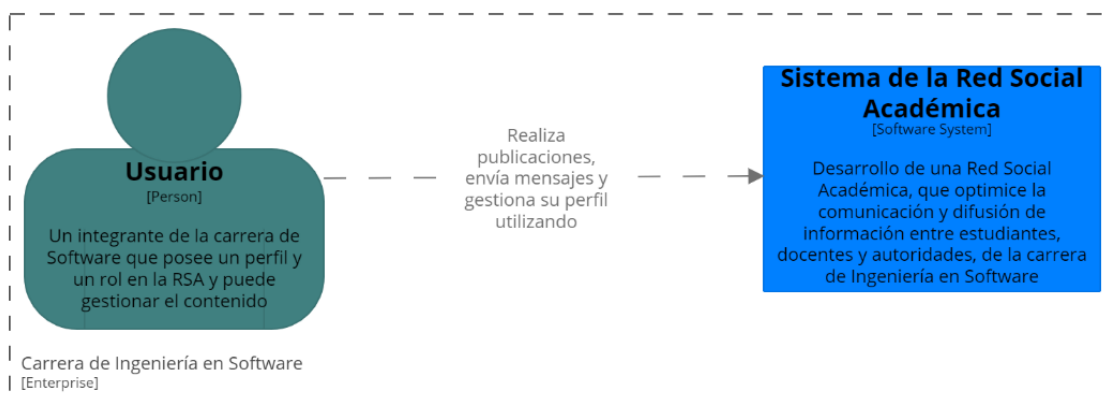 Usuario
[Person]
Un integrante de la carrera de
Software que posee un perfil y
un rol en la RSA y puede
gestionar el contenido
Realiza
publicaciones,
envía mensajes y
gestiona su perfil
utilizando
Sistema de la Red Social
Académica
[Software System]
Desarrollo de una Red Social
Académica, que optimice la
comunicación y difusión de
información entre estudiantes,
docentes y autoridades, de la carrera
de Ingeniería en Software
Carrera de Ingeniería en Software
[Enterprise]